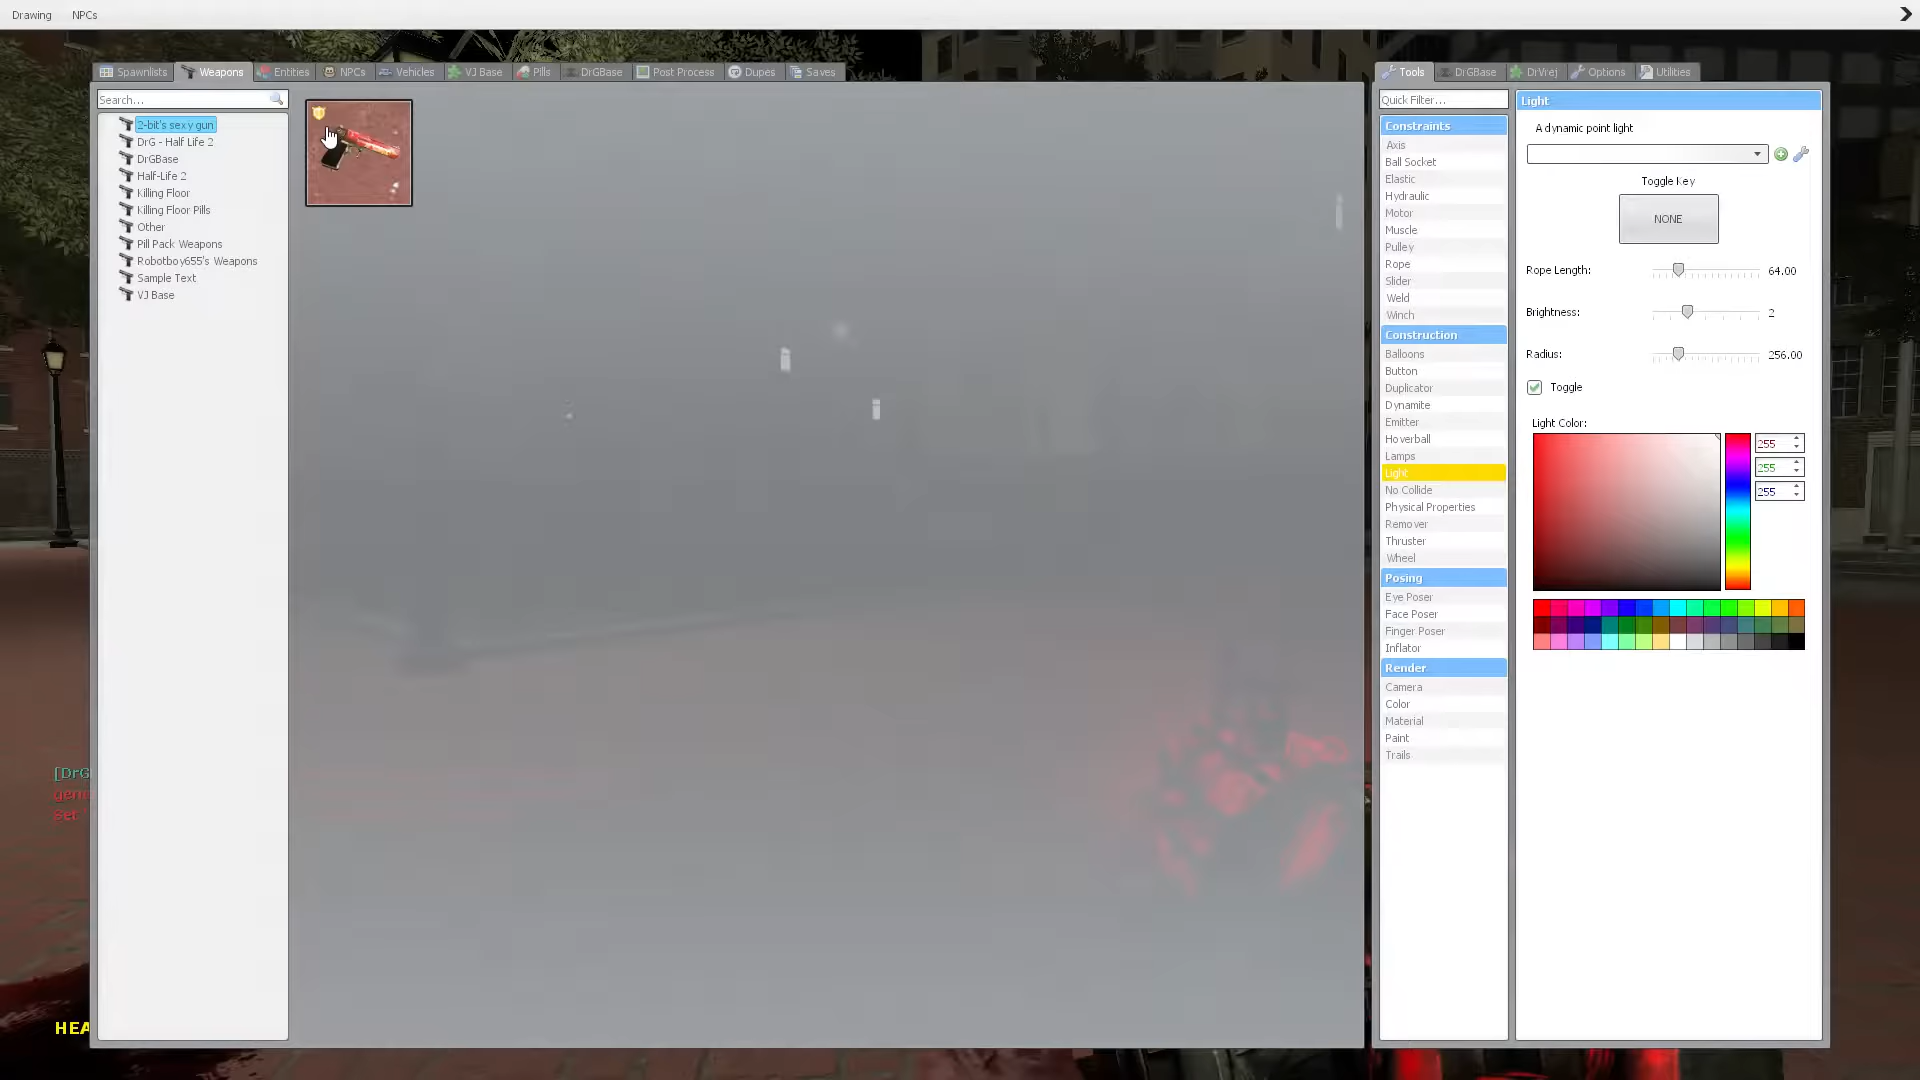 Drawing NPCs
Spawnlists Weapons Entities NPCs Vehicles VJ Base Pills DrGBase Post Process Dupes Saves
Search...
2-bit's sexy gun
DrG - Half Life 2
DrGBase
Half-Life 2
Killing Floor
Killing Floor Pills
Other
Pill Pack Weapons
Robotboy655's Weapons
Sample Text
VJ Base
[DrG
gene
Set
HEA
Tools DrGBase DrVrej Options Utilities
Quick Filter...
Constraints
Axis
Ball Socket
Elastic
Hydraulic
Motor
Muscle
Pulley
Rope
Slider
Weld
Winch
Construction
Balloons
Button
Duplicator
Dynamite
Emitter
Hoverball
Lamps
Light
No Collide
Physical Properties
Remover
Thruster
Wheel
Posing
Eye Poser
Face Poser
Finger Poser
Inflator
Render
Camera
Color
Material
Paint
Trails
Light
A dynamic point light
Toggle Key
NONE
Rope Length: 64.00
Brightness: 2
Radius: 256.00
Toggle
Light Color:
255
255
255